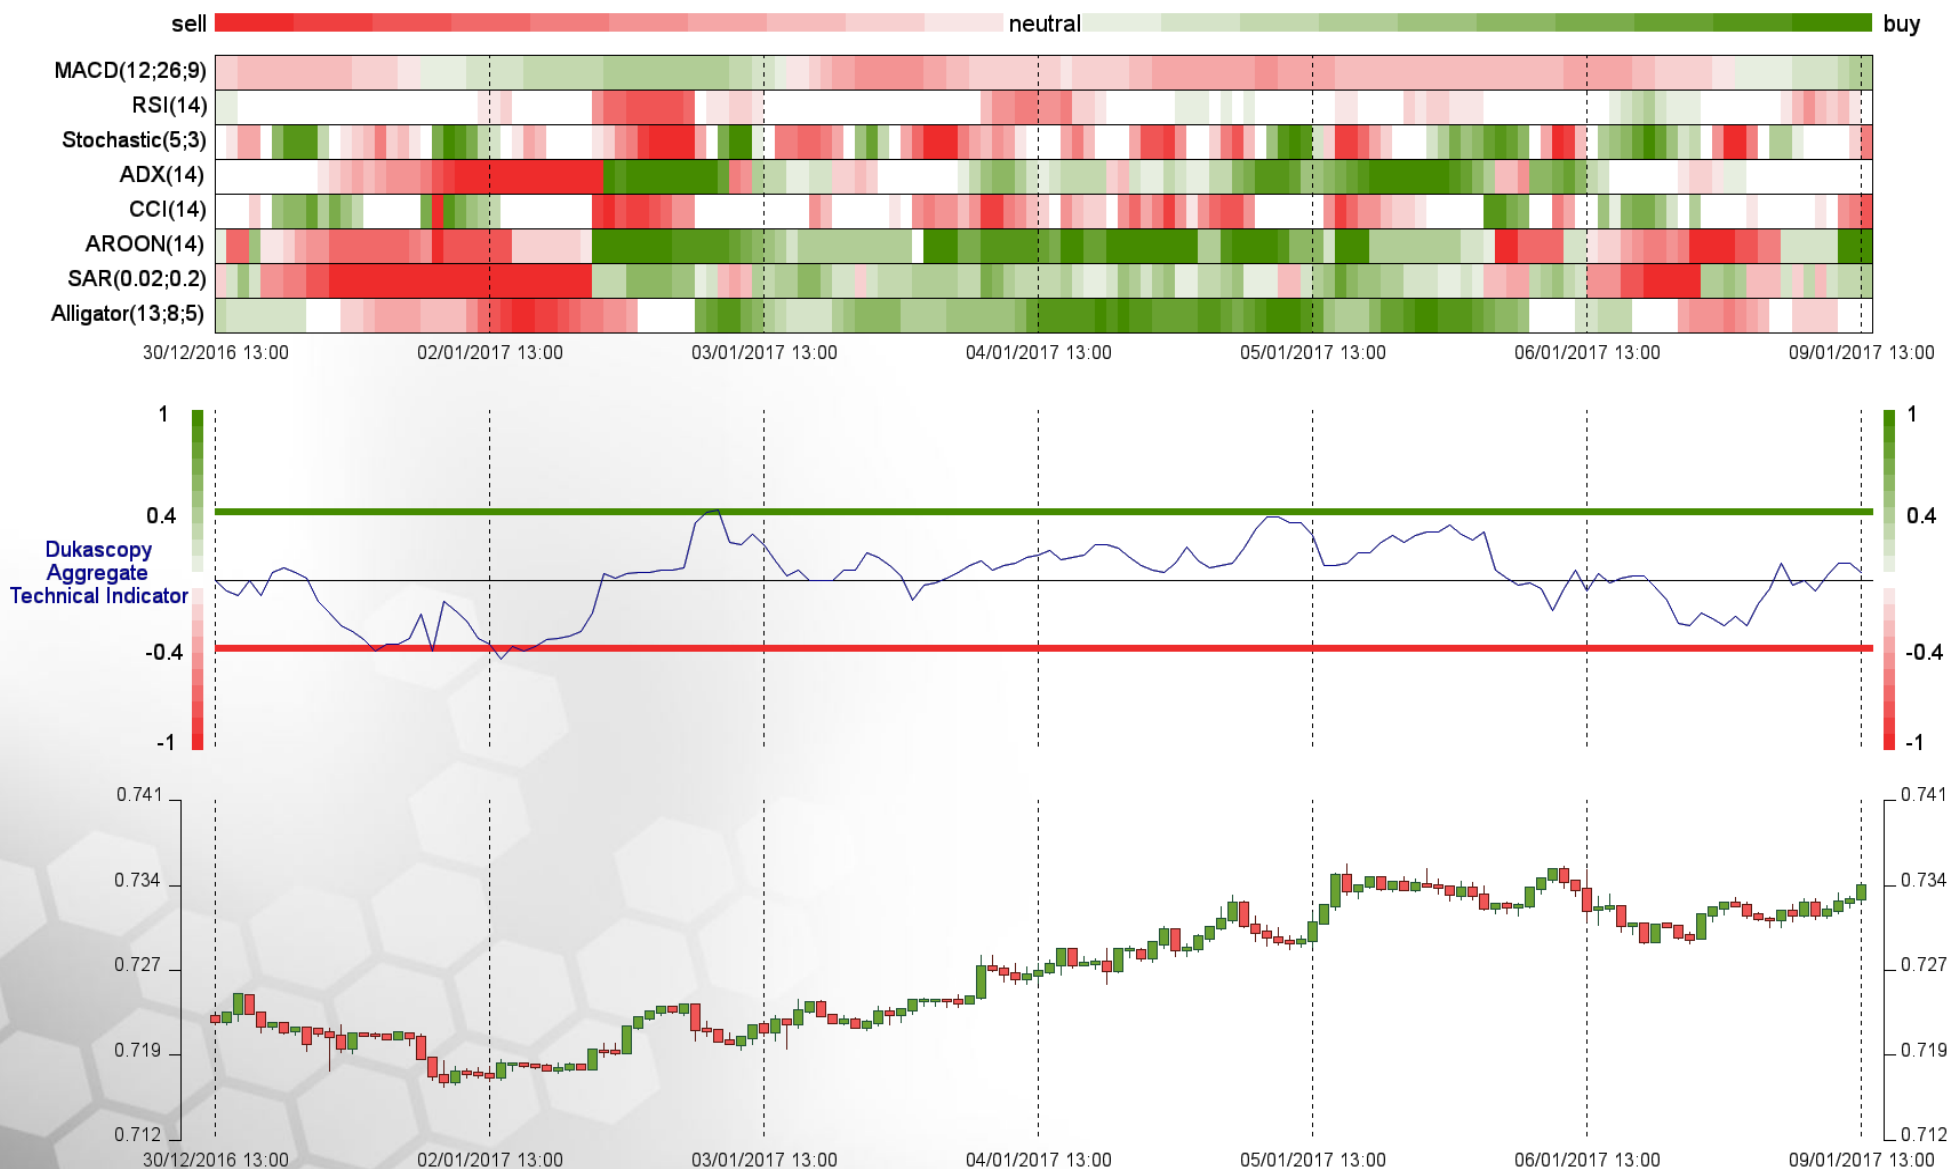 sell neutral buy
MACD(12;26;9)
RSI(14)
Stochastic(5;3)
ADX(14)
CCI(14)
AROON(14)
SAR(0.02;0.2)
Alligator(13;8;5)
30/12/2016 13:00 02/01/2017 13:00 03/01/2017 13:00 04/01/2017 13:00 05/01/2017 13:00 06/01/2017 13:00 09/01/2017 13:00
1 1
0.4 0.4
Dukascopy
Aggregate
Technical Indicator
-0.4 -0.4
-1 -1
0.741 0.741
0.734 0.734
0.727 0.727
0.719 0.719
0.712 0.712
30/12/2016 13:00 02/01/2017 13:00 03/01/2017 13:00 04/01/2017 13:00 05/01/2017 13:00 06/01/2017 13:00 09/01/2017 13:00